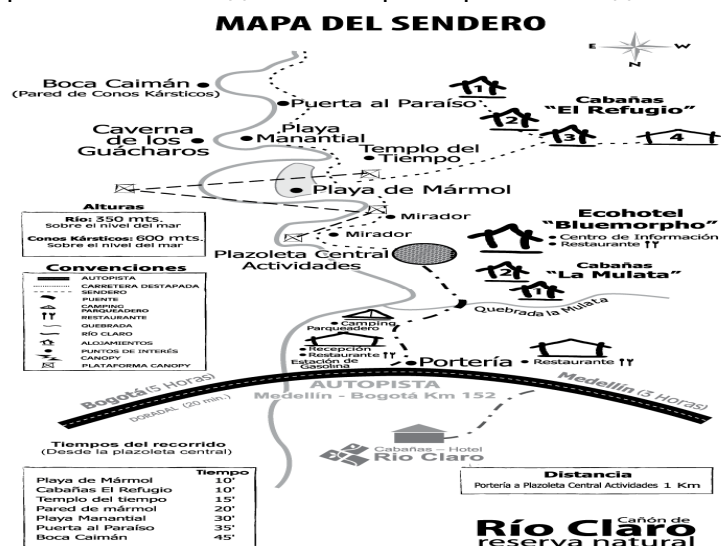 MAPA DEL SENDERO
E
W
N
Boca Caimán
(Pared de Conos Kársticos)
Puerta al Paraíso
1
2
3
4
Cabañas
"El Refugio"
Caverna
de los
Guácharos
Playa
Manantial
Templo del
Tiempo
Playa de Mármol
Mirador
Mirador
Alturas
Río: 350 mts.
sobre el nivel del mar
Conos Kársticos: 600 mts.
sobre el nivel del mar
Plazoleta Central
Actividades
Ecohotel
"Bluemorpho"
Centro de Información
Restaurante
Cabañas
"La Mulata"
2
1
Quebrada la Mulata
Convenciones
AUTOPISTA
CARRETERA DESTAPADA
SENDERO
PUENTE
CAMPING
PARQUEADERO
RESTAURANTE
QUEBRADA
RÍO CLARO
ALOJAMIENTOS
PUNTOS DE INTERÉS
CANOPY
PLATAFORMA CANOPY
Camping
Parqueadero
Recepción
Restaurante
Estación de
Gasolina
Portería
Restaurante
Bogotá (5 Horas)
DORADAL (20 min.)
AUTOPISTA
Medellín - Bogotá Km 152
Medellín (3 Horas)
Cabañas – Hotel
Río Claro
Tiempos del recorrido
(Desde la plazoleta central)
Tiempo
Playa de Mármol 10'
Cabañas El Refugio 10'
Templo del tiempo 15'
Pared de mármol 20'
Playa Manantial 30'
Puerta al Paraíso 35'
Boca Caimán 45'
Distancia
Portería a Plazoleta Central Actividades 1 Km
Cañón de
Río Claro
reserva natural